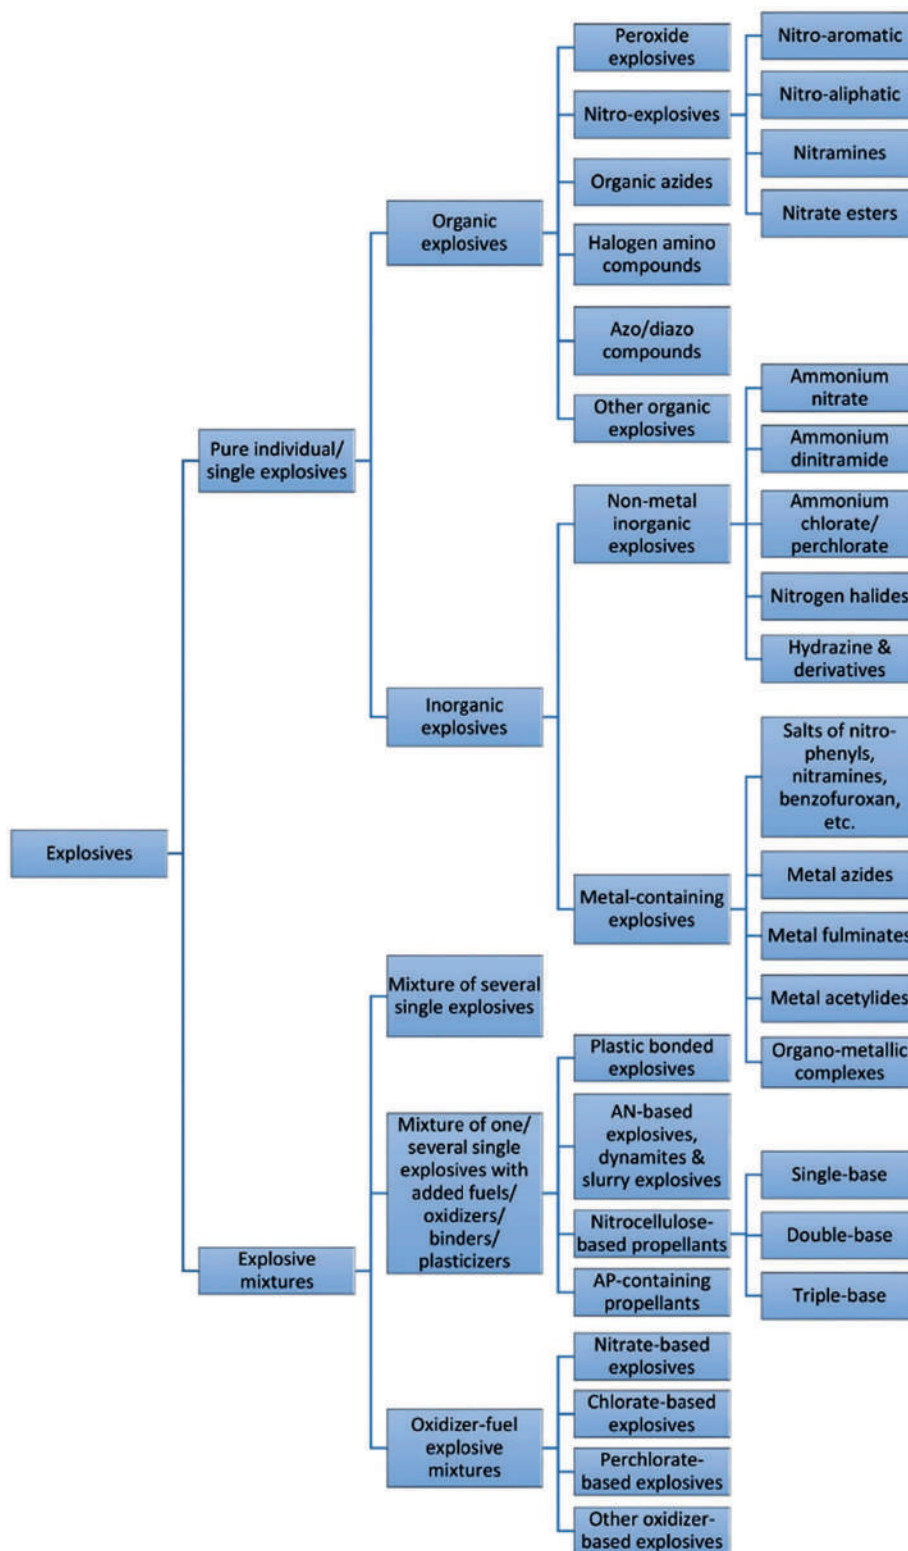 Explosives
Pure individual/
single explosives
Organic
explosives
Peroxide
explosives
Nitro-explosives
Nitro-aromatic
Nitro-aliphatic
Nitramines
Nitrate esters
Organic azides
Halogen amino
compounds
Azo/diazo
compounds
Other organic
explosives
Inorganic
explosives
Non-metal
inorganic
explosives
Ammonium
nitrate
Ammonium
dinitramide
Ammonium
chlorate/
perchlorate
Nitrogen halides
Hydrazine &
derivatives
Metal-containing
explosives
Salts of nitro-
phenyls,
nitramines,
benzofuroxan,
etc.
Metal azides
Metal fulminates
Metal acetylides
Organo-metallic
complexes
Explosive
mixtures
Mixture of several
single explosives
Mixture of one/
several single
explosives with
added fuels/
oxidizers/
binders/
plasticizers
Plastic bonded
explosives
AN-based
explosives,
dynamites &
slurry explosives
Nitrocellulose-
based propellants
Single-base
Double-base
Triple-base
AP-containing
propellants
Oxidizer-fuel
explosive
mixtures
Nitrate-based
explosives
Chlorate-based
explosives
Perchlorate-
based explosives
Other oxidizer-
based explosives